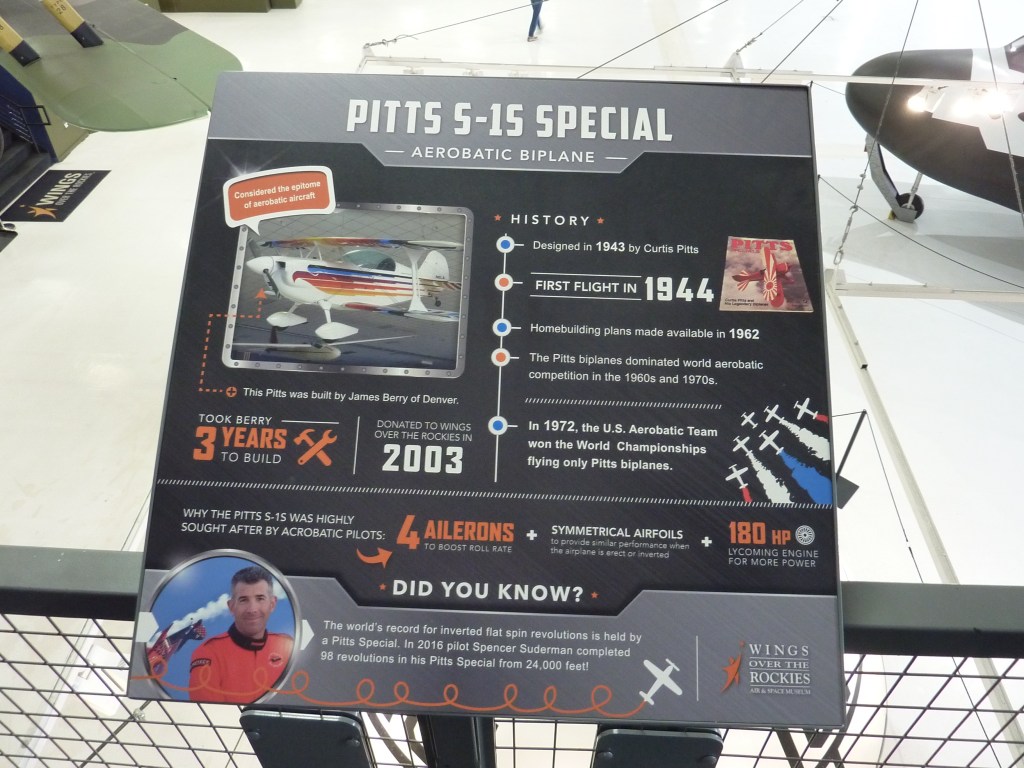 PITTS S-1S SPECIAL
AEROBATIC BIPLANE
Considered the epitome
of aerobatic aircraft
HISTORY
Designed in 1943 by Curtis Pitts
FIRST FLIGHT IN 1944
PITTS
Homebuilding plans made available in 1962
The Pitts biplanes dominated world aerobatic
competition in the 1960s and 1970s.
In 1972, the U.S. Aerobatic Team
won the World Championships
flying only Pitts biplanes.
This Pitts was built by James Berry of Denver.
TOOK BERRY
3 YEARS
TO BUILD
DONATED TO WINGS
OVER THE ROCKIES IN
2003
WHY THE PITTS S-1S WAS HIGHLY
SOUGHT AFTER BY ACROBATIC PILOTS:
4 AILERONS
TO BOOST ROLL RATE
+
SYMMETRICAL AIRFOILS
to provide similar performance when
the airplane is erect or inverted
+
180 HP
LYCOMING ENGINE
FOR MORE POWER
DID YOU KNOW?
The world's record for inverted flat spin revolutions is held by
a Pitts Special. In 2016 pilot Spencer Suderman completed
98 revolutions in his Pitts Special from 24,000 feet!
WINGS
OVER THE
ROCKIES
AIR & SPACE MUSEUM
WINGS
OVER THE ROCKIES